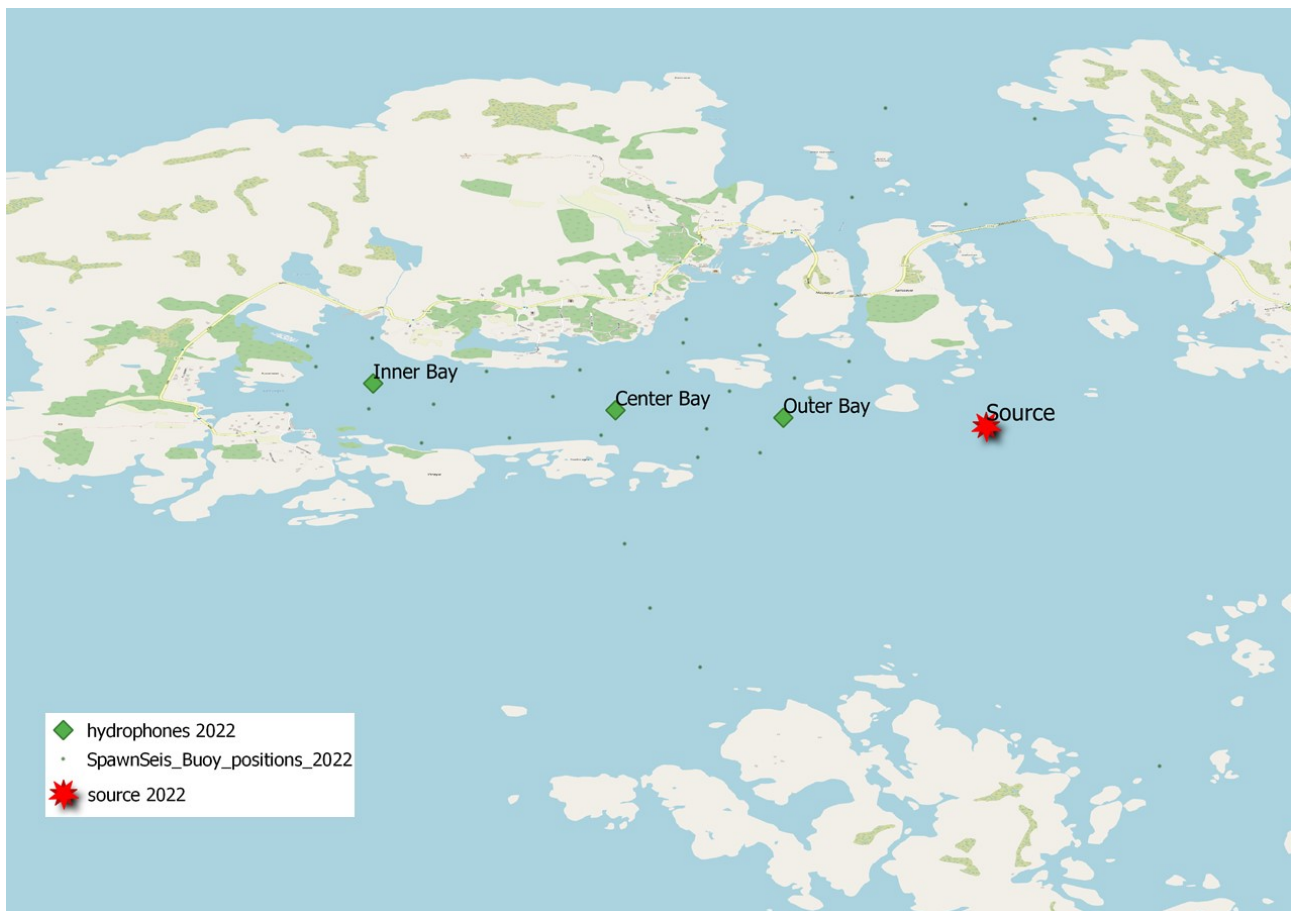 Inner Bay
Center Bay
Outer Bay
Source
hydrophones 2022
SpawnSeis_Buoy_positions_2022
source 2022